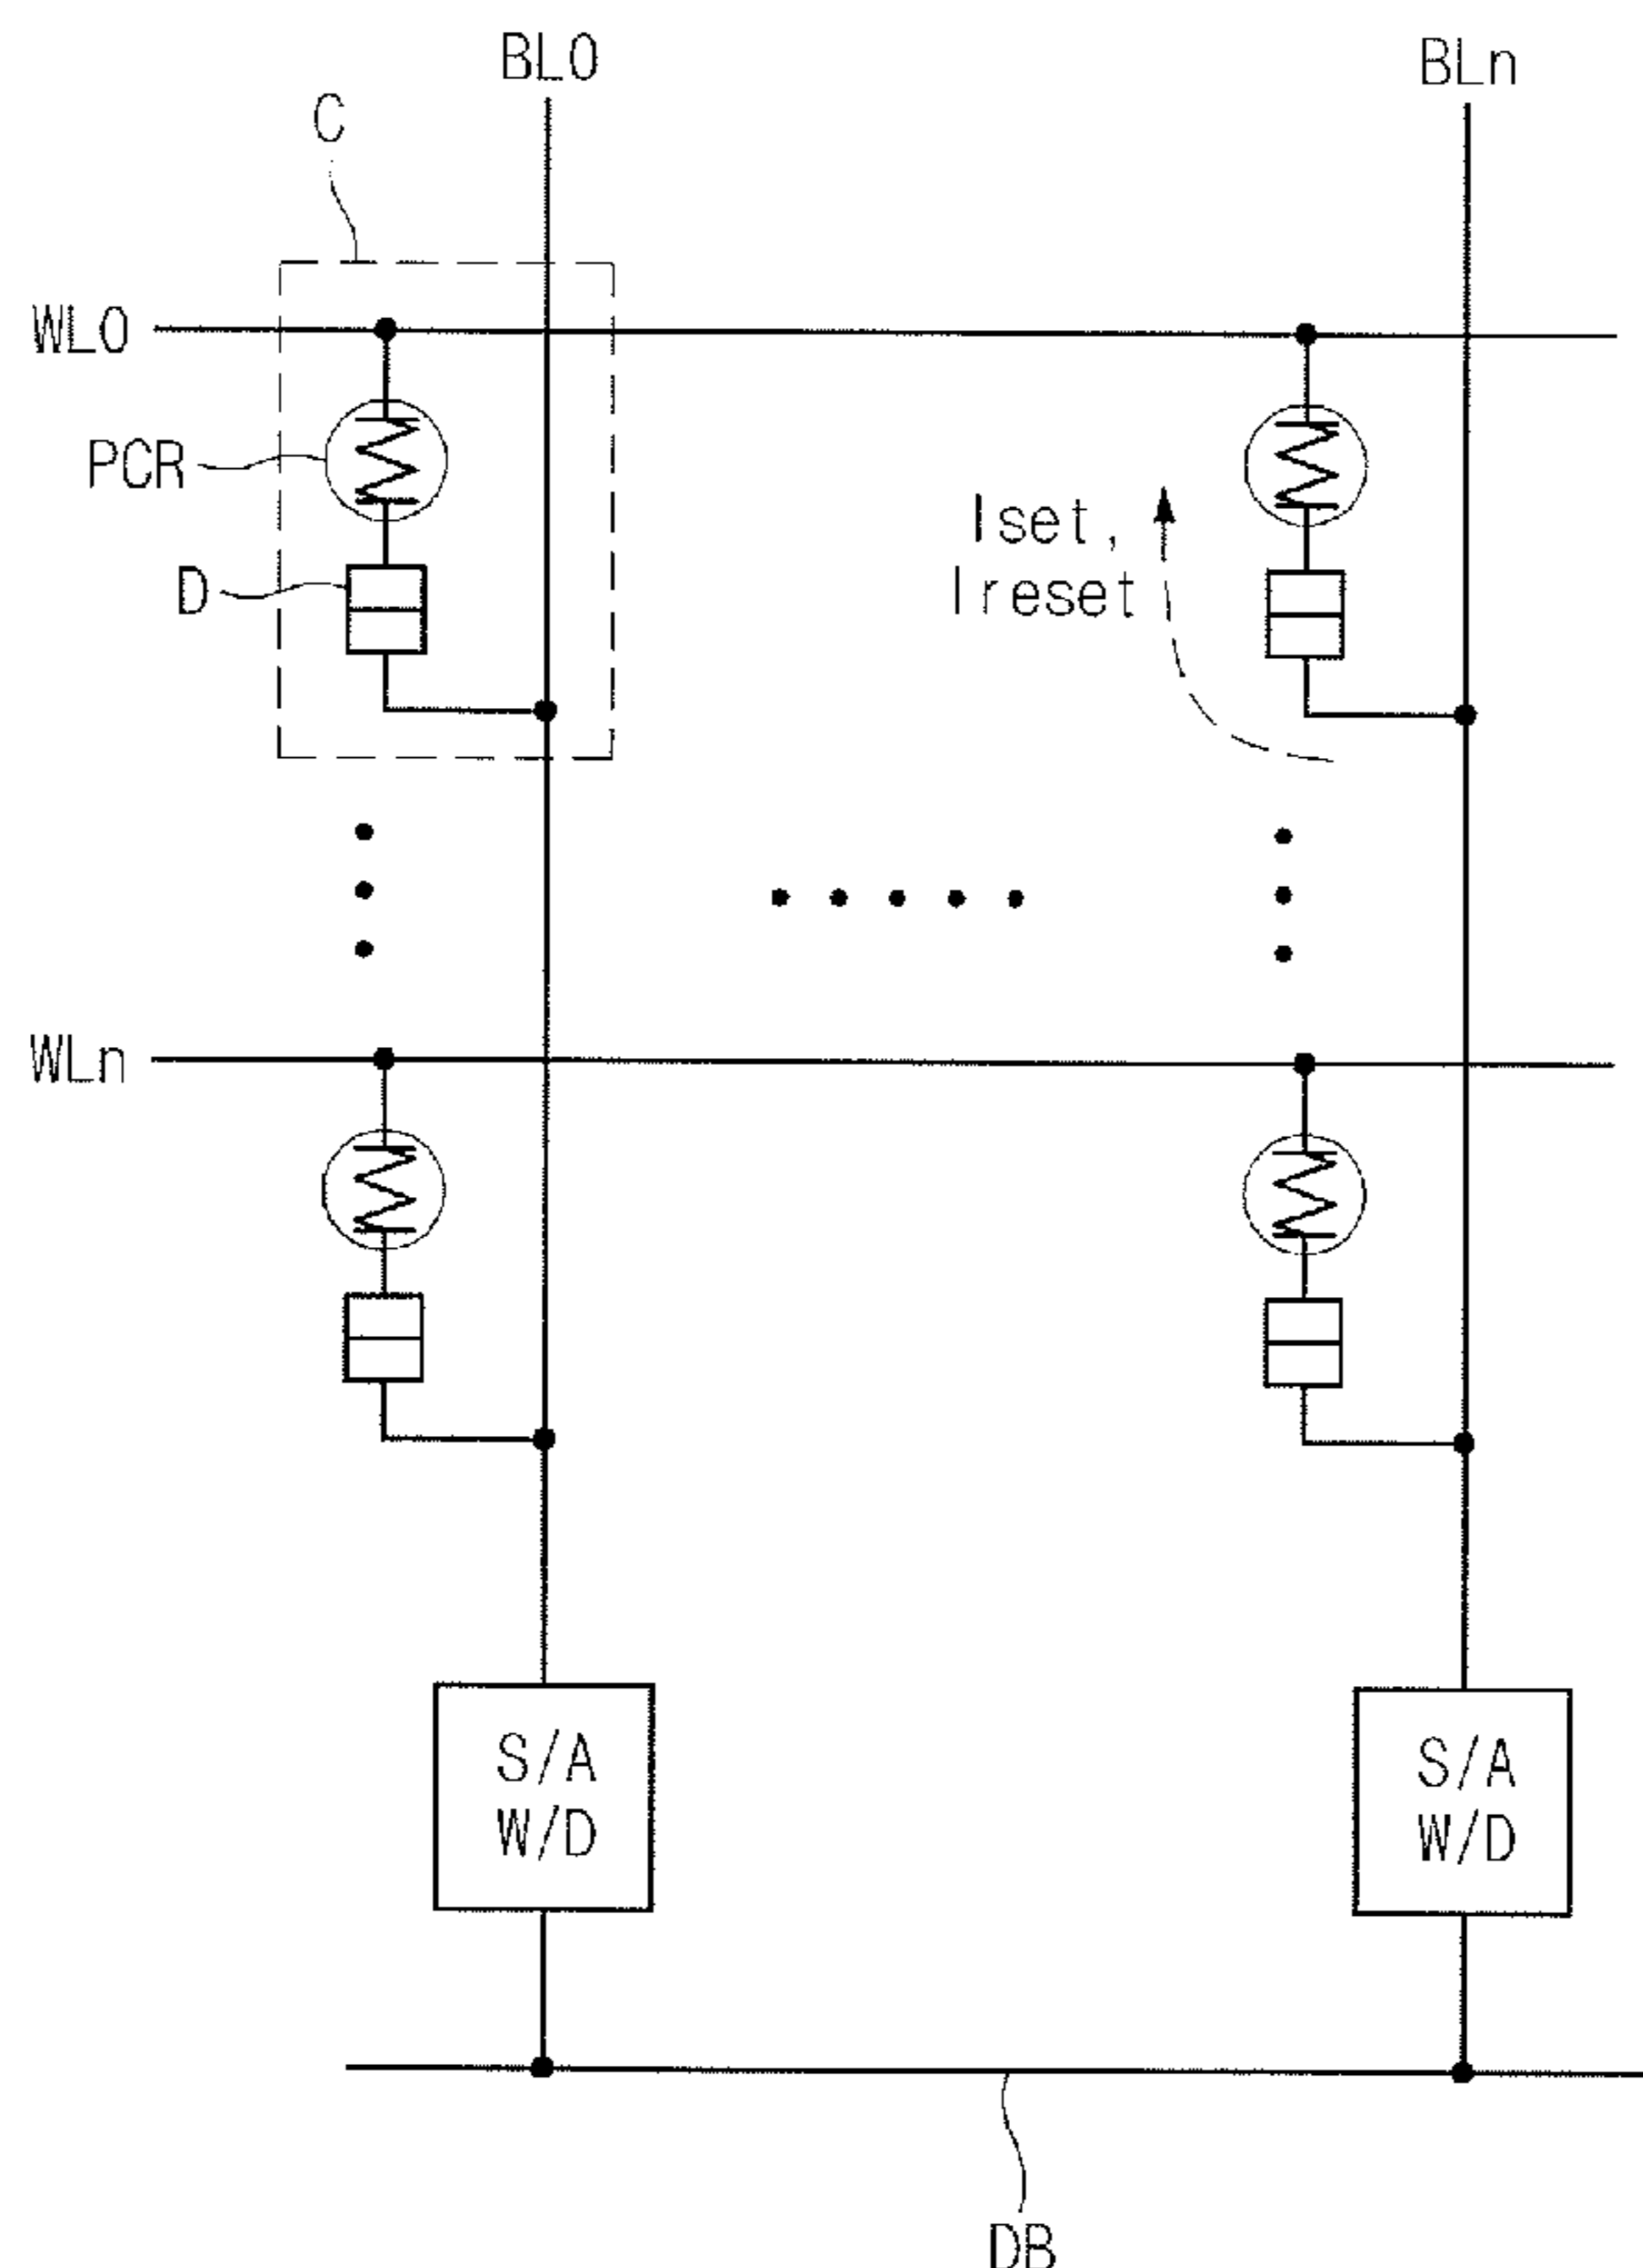 BL0
BLn
C
WL0
PCR
D
Iset,
Ireset
WLn
S/A
W/D
S/A
W/D
DB